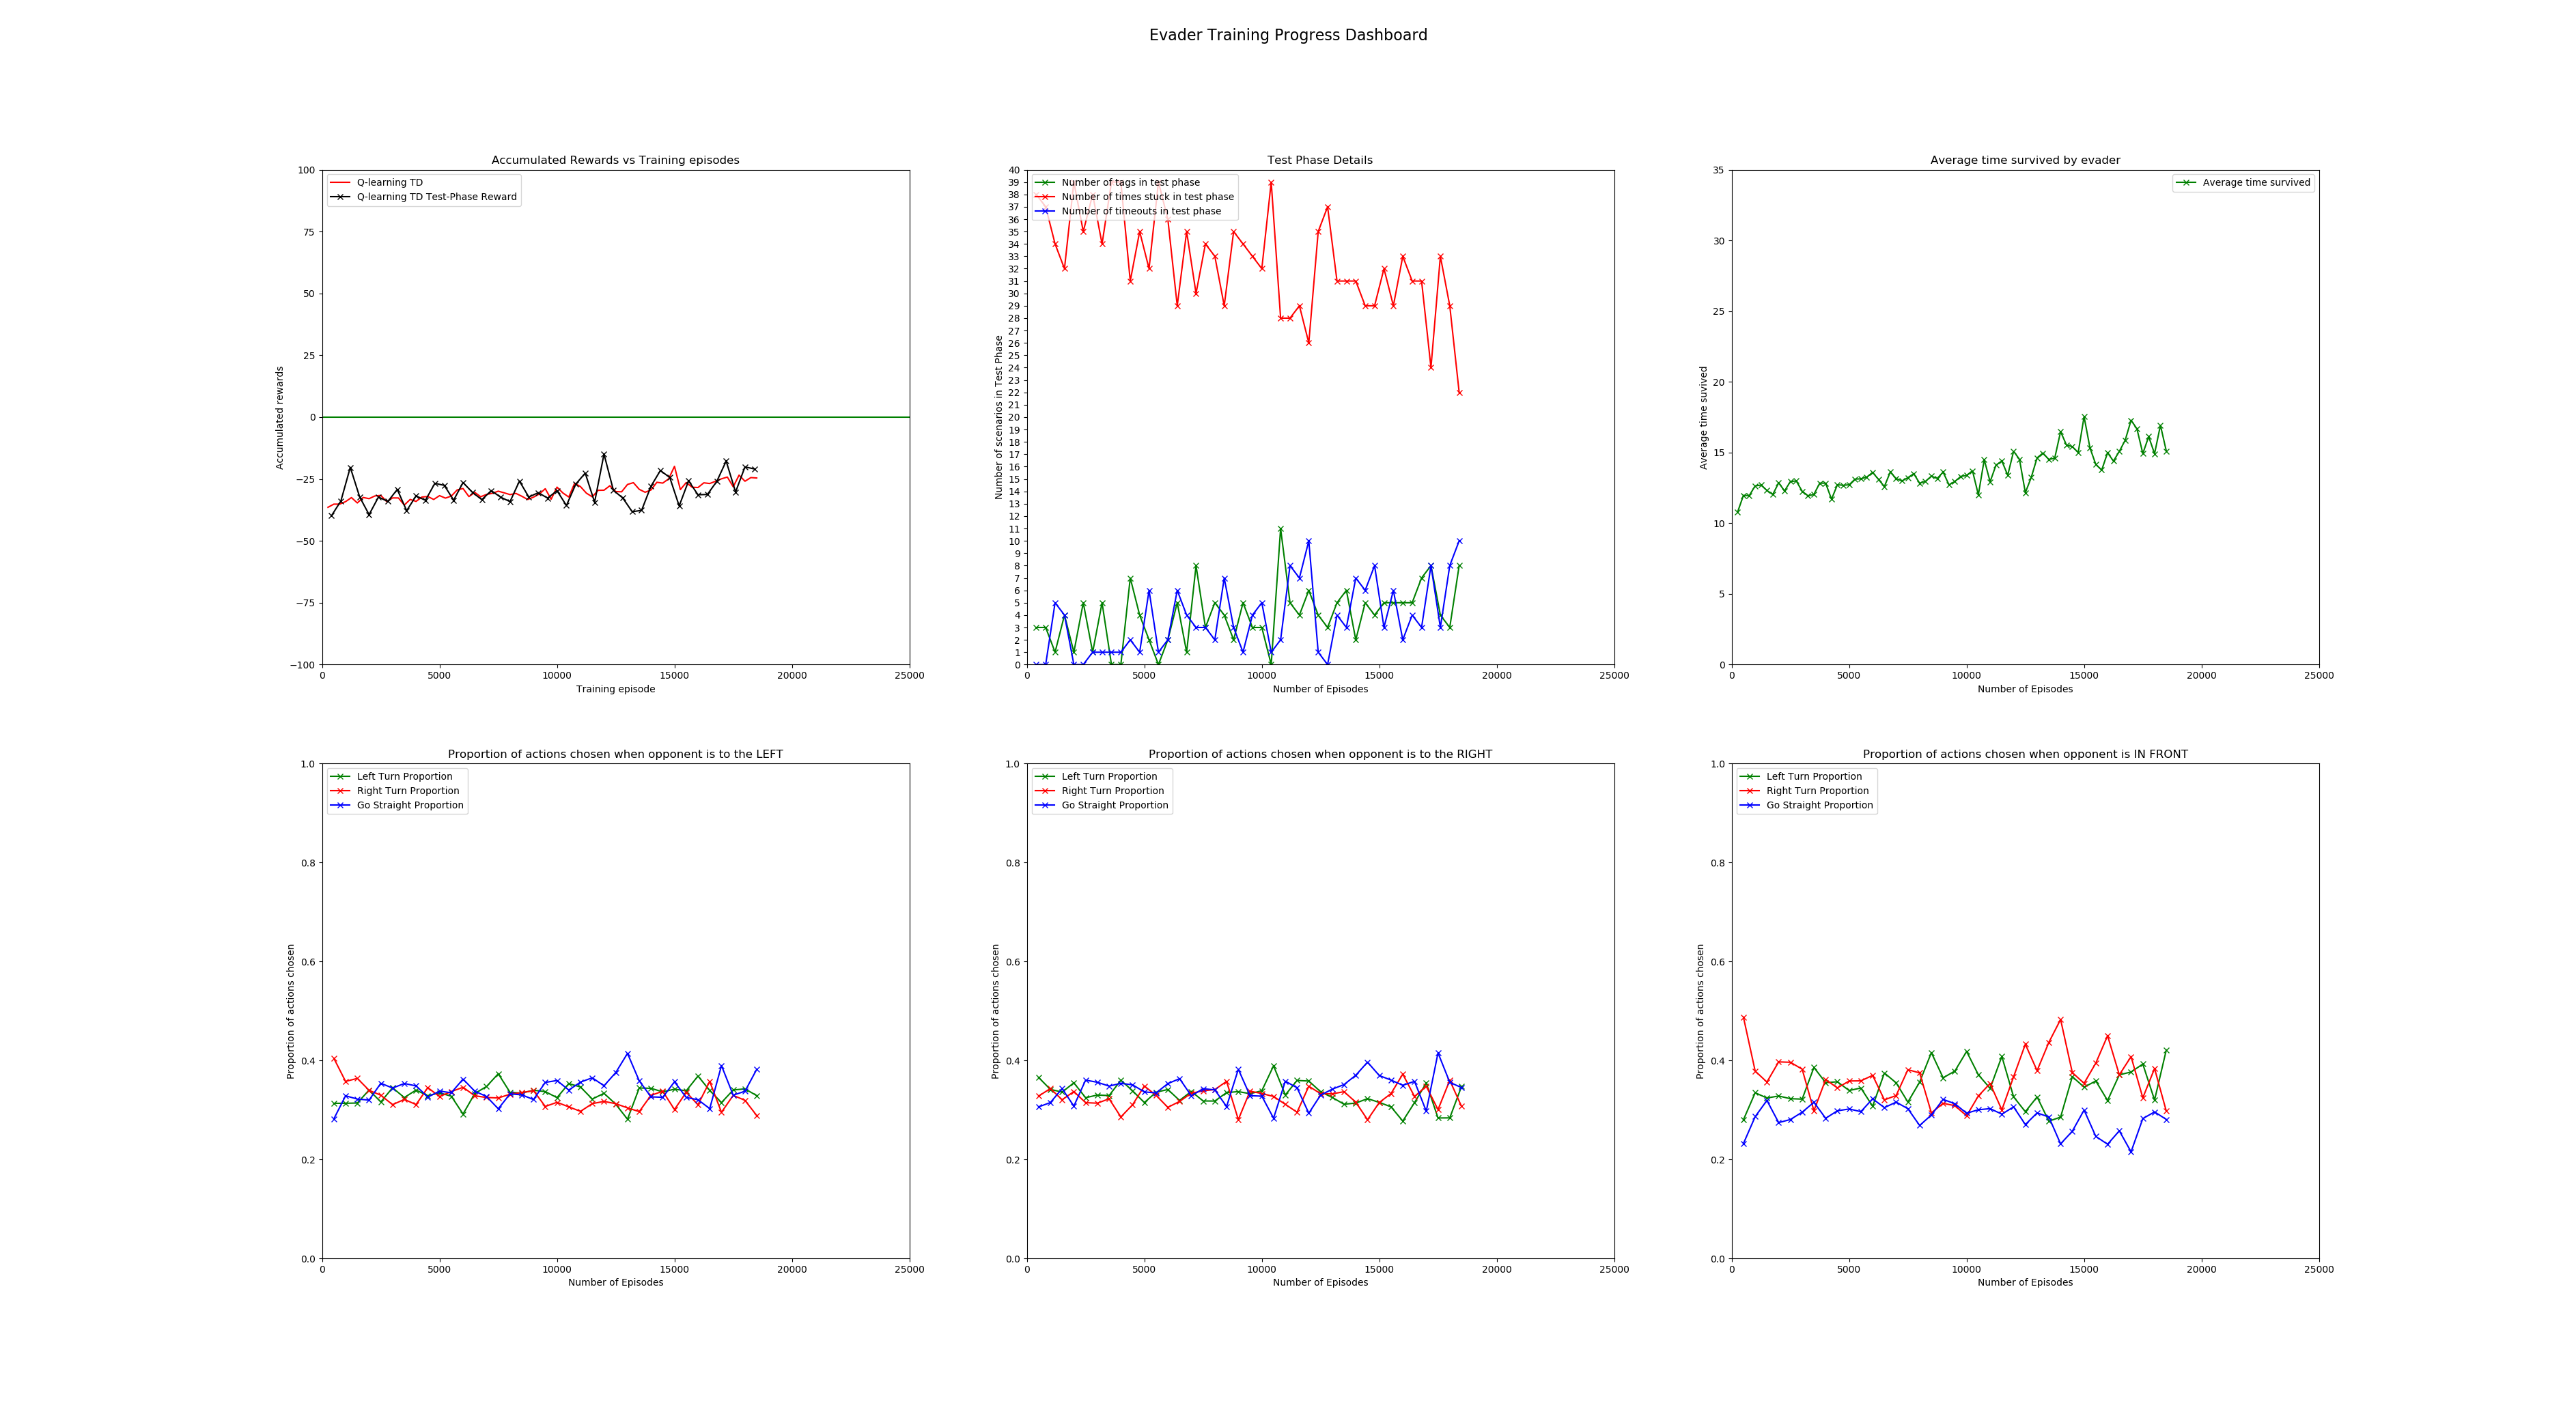 Evader Training Progress Dashboard
Accumulated Rewards vs Training episodes
Q-learning TD
Q-learning TD Test-Phase Reward
100
75
50
25
0
−25
−50
−75
−100
Accumulated rewards
0 5000 10000 15000 20000 25000
Training episode
Test Phase Details
Number of tags in test phase
Number of times stuck in test phase
Number of timeouts in test phase
40
39
38
37
36
35
34
33
32
31
30
29
28
27
26
25
24
23
22
21
20
19
18
17
16
15
14
13
12
11
10
9
8
7
6
5
4
3
2
1
0
Number of scenarios in Test Phase
0 5000 10000 15000 20000 25000
Number of Episodes
Average time survived by evader
Average time survived
35
30
25
20
15
10
5
0
Average time survived
0 5000 10000 15000 20000 25000
Number of Episodes
Proportion of actions chosen when opponent is to the LEFT
Left Turn Proportion
Right Turn Proportion
Go Straight Proportion
1.0
0.8
0.6
0.4
0.2
0.0
Proportion of actions chosen
0 5000 10000 15000 20000 25000
Number of Episodes
Proportion of actions chosen when opponent is to the RIGHT
Left Turn Proportion
Right Turn Proportion
Go Straight Proportion
1.0
0.8
0.6
0.4
0.2
0.0
Proportion of actions chosen
0 5000 10000 15000 20000 25000
Number of Episodes
Proportion of actions chosen when opponent is IN FRONT
Left Turn Proportion
Right Turn Proportion
Go Straight Proportion
1.0
0.8
0.6
0.4
0.2
0.0
Proportion of actions chosen
0 5000 10000 15000 20000 25000
Number of Episodes